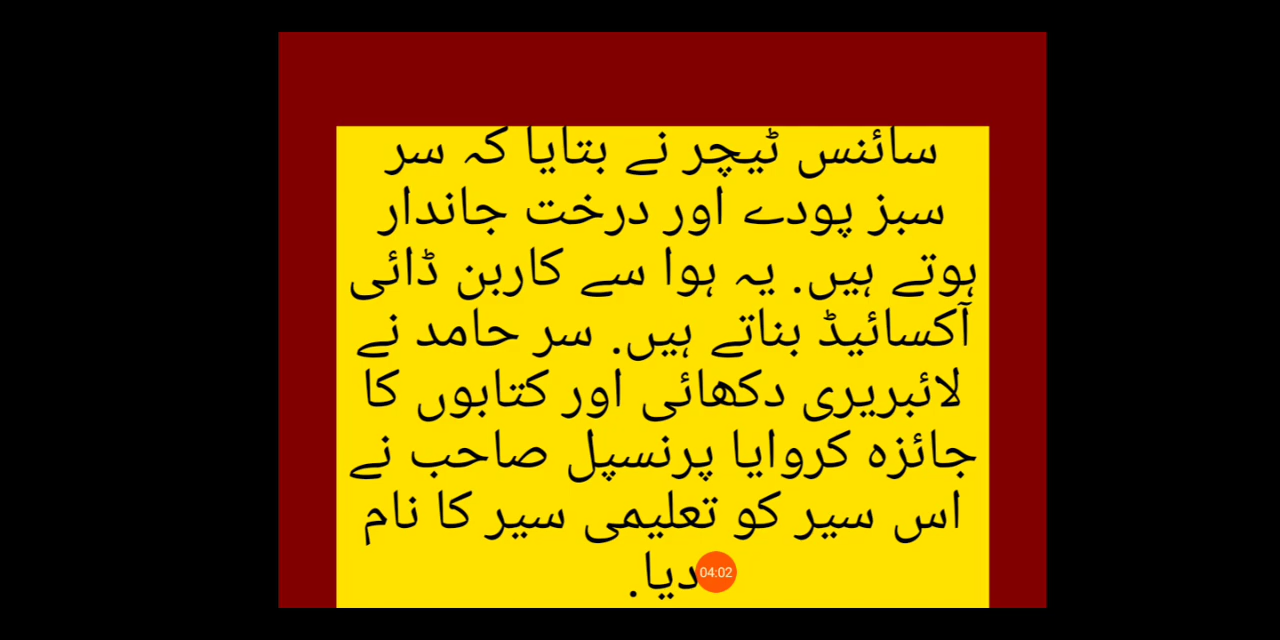 سائنس ٹیچر نے بتایا کہ سر
سبز پودے اور درخت جاندار
ہوتے ہیں. یہ ہوا سے کاربن ڈائی
آکسائیڈ بناتے ہیں. سر حامد نے
لائبریری دکھائی اور کتابوں کا
جائزہ کروایا پرنسپل صاحب نے
اس سیر کو تعلیمی سیر کا نام
دیا.
04:02